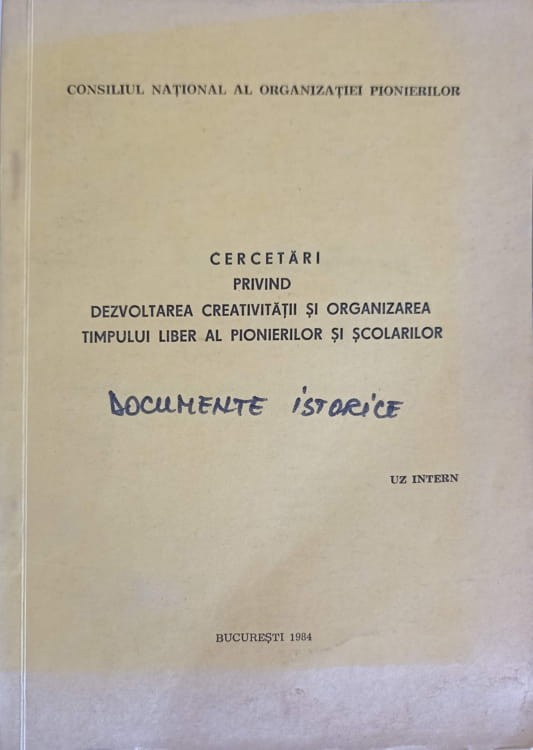 CONSILIUL NAȚIONAL AL ORGANIZAȚIEI PIONIERILOR
CERCETĂRI
PRIVIND
DEZVOLTAREA CREATIVITĂȚII ȘI ORGANIZAREA
TIMPULUI LIBER AL PIONIERILOR ȘI ȘCOLARILOR
DOCUMENTE ISTORICE
UZ INTERN
BUCUREȘTI 1984